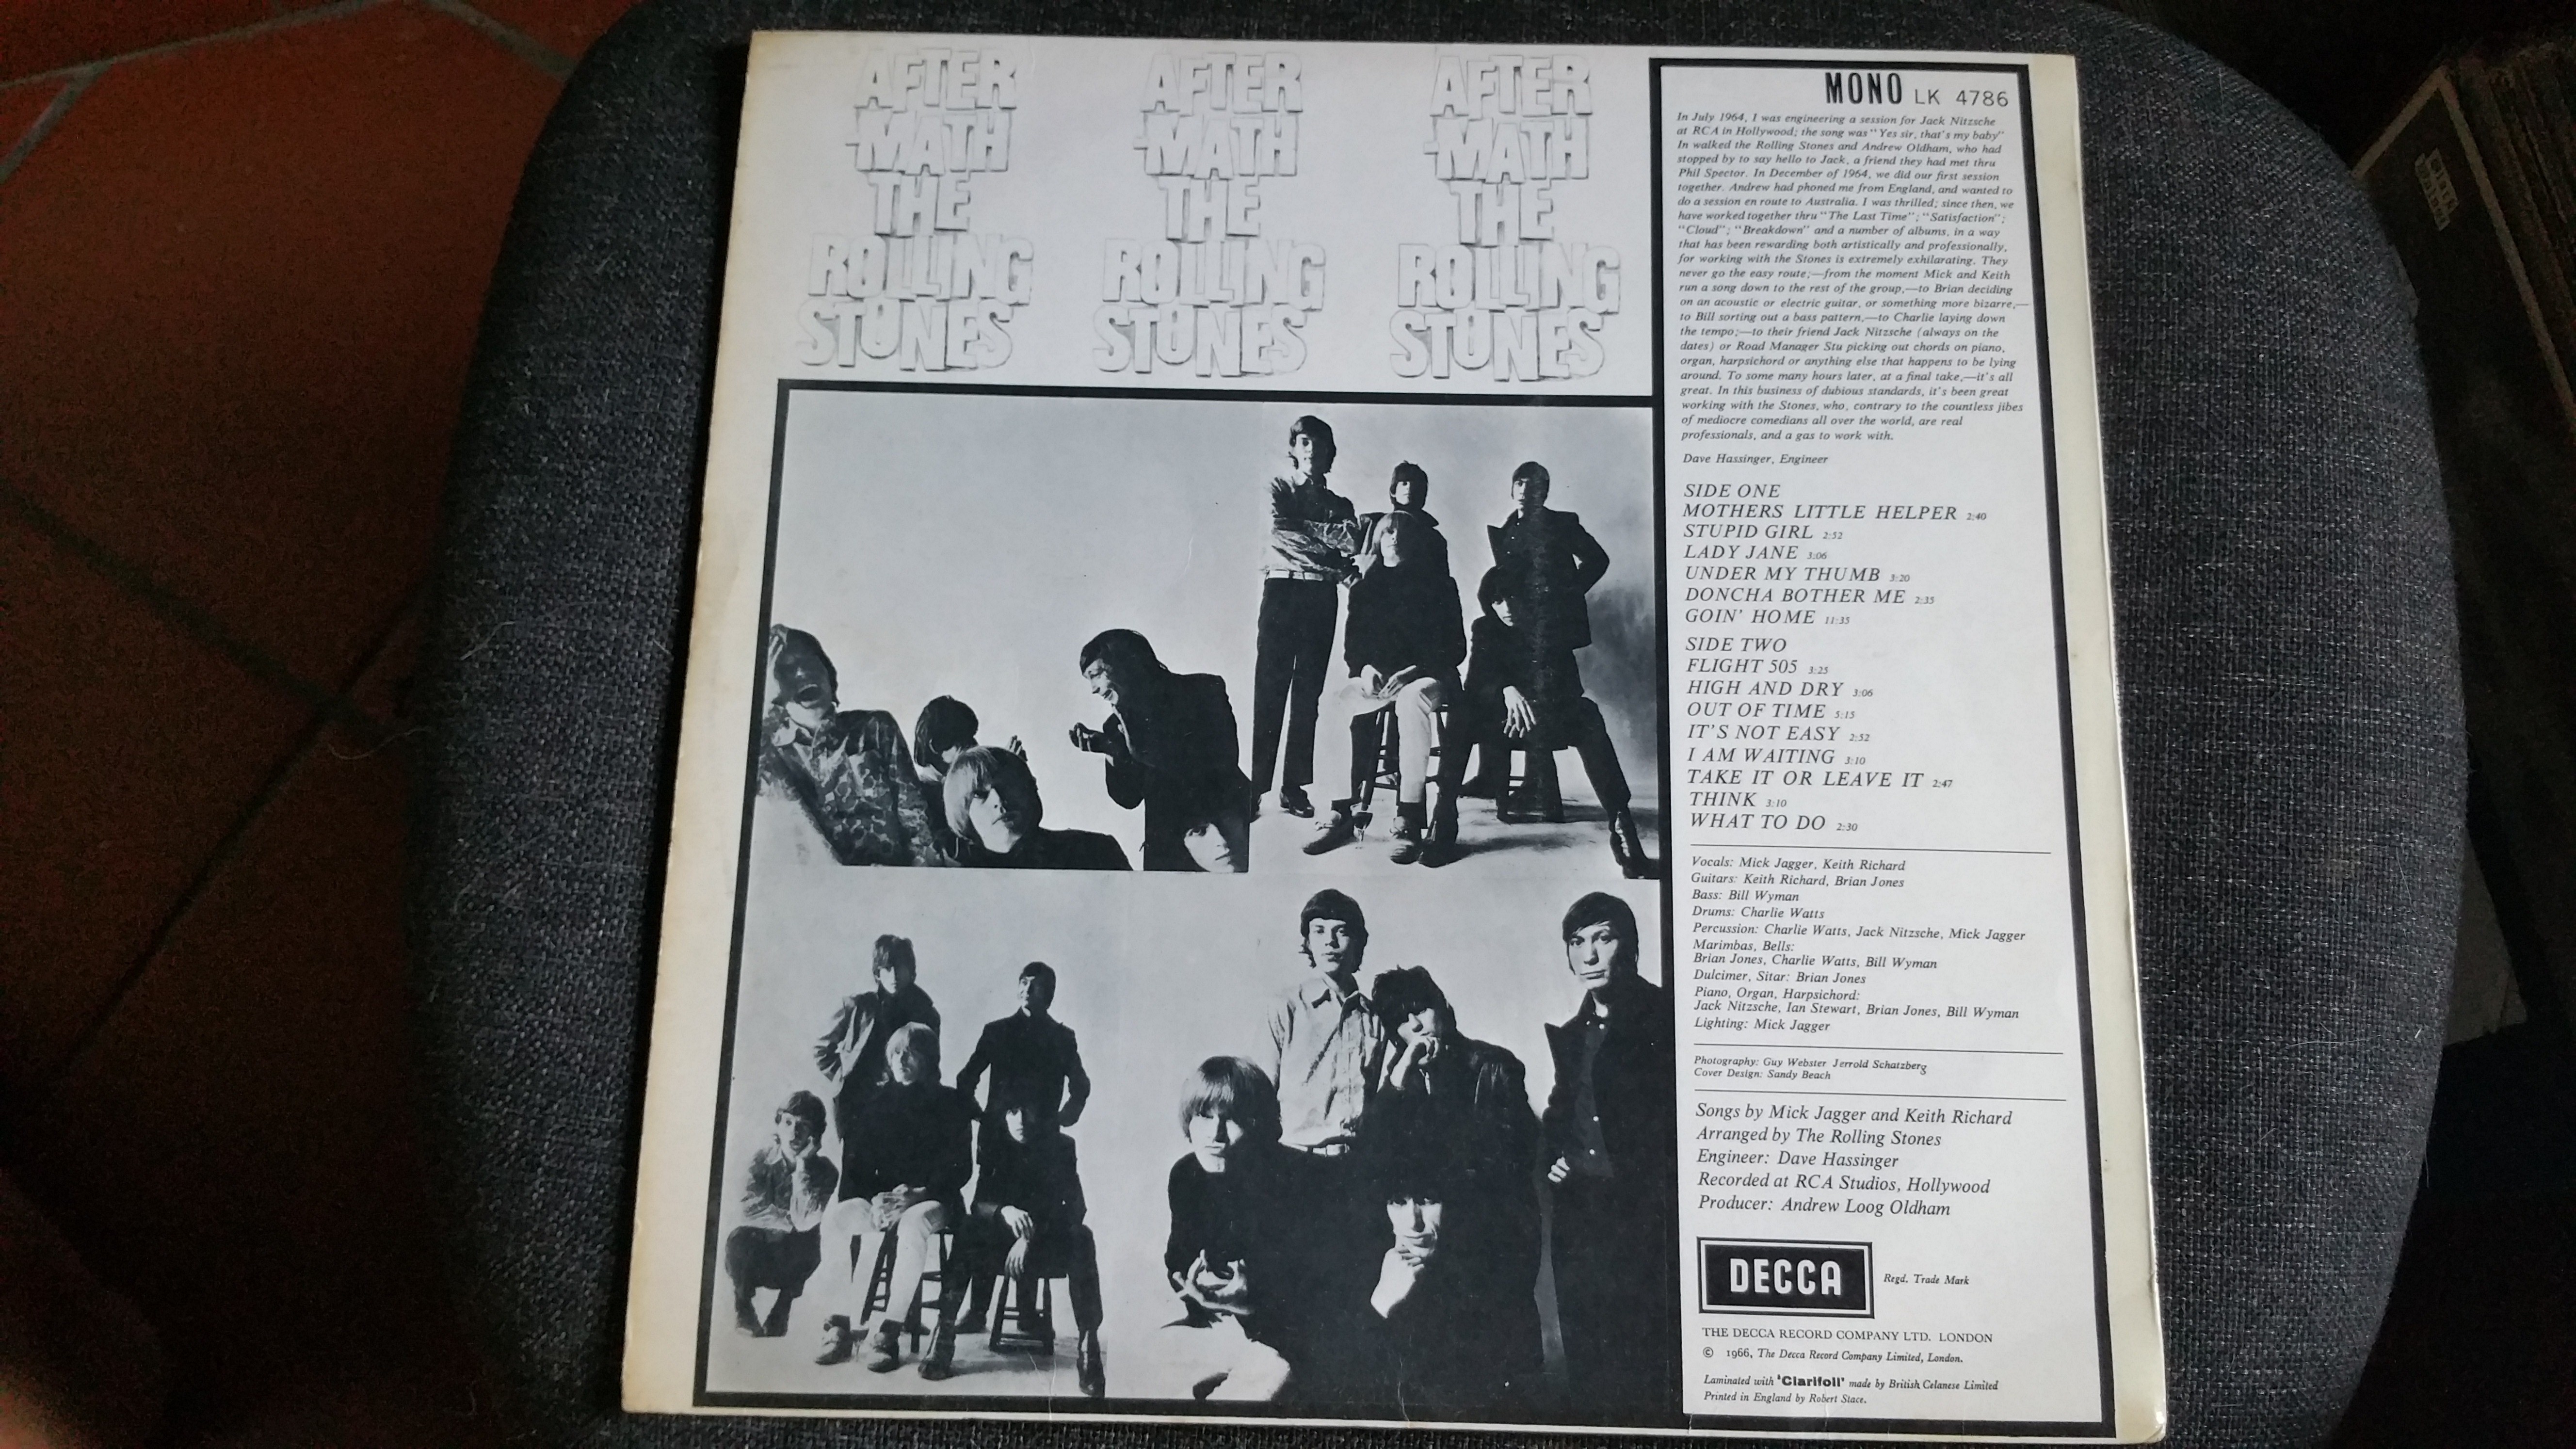 AFTER
-MATH
THE
ROLLING
STONES
AFTER
-MATH
THE
ROLLING
STONES
AFTER
-MATH
THE
ROLLING
STONES
MONO LK 4786
In July 1964, I was engineering a session for Jack Nitzsche
at RCA in Hollywood; the song was "Yes sir, that's my baby"
In walked the Rolling Stones and Andrew Oldham, who had
stopped by to say hello to Jack, a friend they had met thru
Phil Spector. In December of 1964, we did our first session
together. Andrew had phoned me from England, and wanted to
do a session en route to Australia. I was thrilled; since then, we
have worked together thru "The Last Time"; "Satisfaction";
"Cloud"; "Breakdown" and a number of albums, in a way
that has been rewarding both artistically and professionally,
for working with the Stones is extremely exhilarating. They
never go the easy route;—from the moment Mick and Keith
run a song down to the rest of the group,—to Brian deciding
on an acoustic or electric guitar, or something more bizarre,—
to Bill sorting out a bass pattern,—to Charlie laying down
the tempo;—to their friend Jack Nitzsche (always on the
dates) or Road Manager Stu picking out chords on piano,
organ, harpsichord or anything else that happens to be lying
around. To some many hours later, at a final take,—it's all
great. In this business of dubious standards, it's been great
working with the Stones, who, contrary to the countless jibes
of mediocre comedians all over the world, are real
professionals, and a gas to work with.
Dave Hassinger, Engineer
SIDE ONE
MOTHERS LITTLE HELPER 2:40
STUPID GIRL 2:52
LADY JANE 3:06
UNDER MY THUMB 3:20
DONCHA BOTHER ME 2:35
GOIN' HOME 11:35
SIDE TWO
FLIGHT 505 3:25
HIGH AND DRY 3:06
OUT OF TIME 5:15
IT'S NOT EASY 2:52
I AM WAITING 3:10
TAKE IT OR LEAVE IT 2:47
THINK 3:10
WHAT TO DO 2:30
Vocals: Mick Jagger, Keith Richard
Guitars: Keith Richard, Brian Jones
Bass: Bill Wyman
Drums: Charlie Watts
Percussion: Charlie Watts, Jack Nitzsche, Mick Jagger
Marimbas, Bells:
Brian Jones, Charlie Watts, Bill Wyman
Dulcimer, Sitar: Brian Jones
Piano, Organ, Harpsichord:
Jack Nitzsche, Ian Stewart, Brian Jones, Bill Wyman
Lighting: Mick Jagger
Photography: Guy Webster Jerrold Schatzberg
Cover Design: Sandy Beach
Songs by Mick Jagger and Keith Richard
Arranged by The Rolling Stones
Engineer: Dave Hassinger
Recorded at RCA Studios, Hollywood
Producer: Andrew Loog Oldham
DECCA Regd. Trade Mark
THE DECCA RECORD COMPANY LTD. LONDON
© 1966, The Decca Record Company Limited, London.
Laminated with 'Clarifoil' made by British Celanese Limited
Printed in England by Robert Stace.